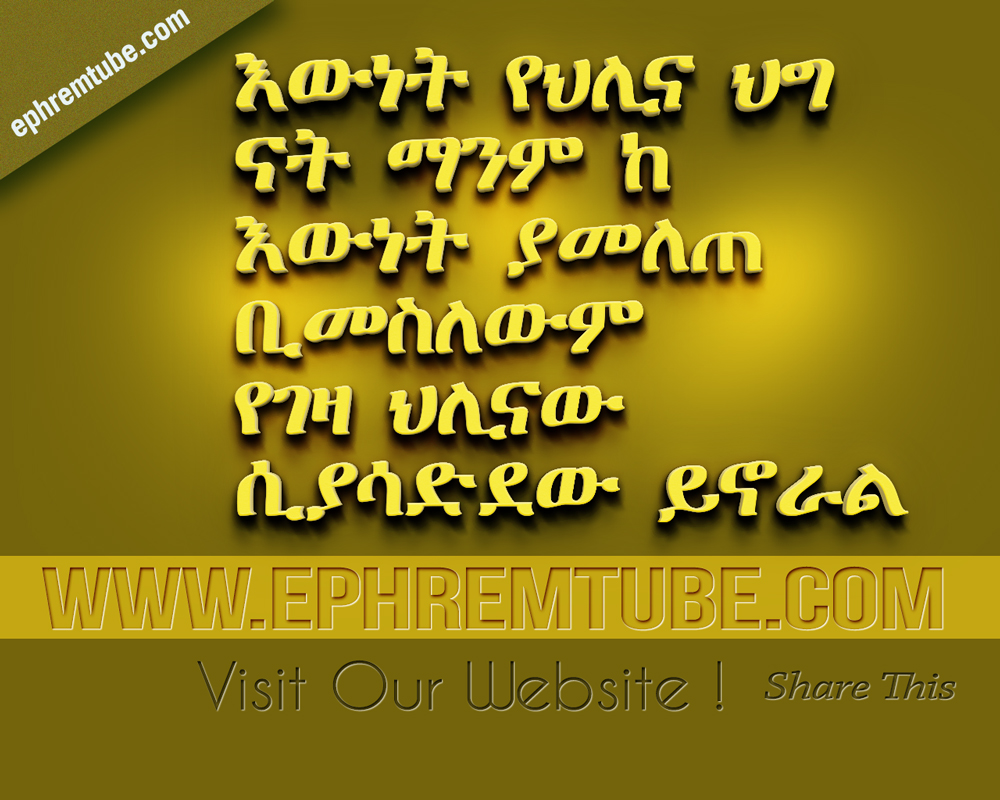 ephremtube.com
እውነት የህሊና ህግ
ናት ማንም ከ
እውነት ያመለጠ
ቢመስለውም
የገዛ ህሊናው
ሲያሳድደው ይኖራል
WWW.EPHREMTUBE.COM
Visit Our Website ! Share This